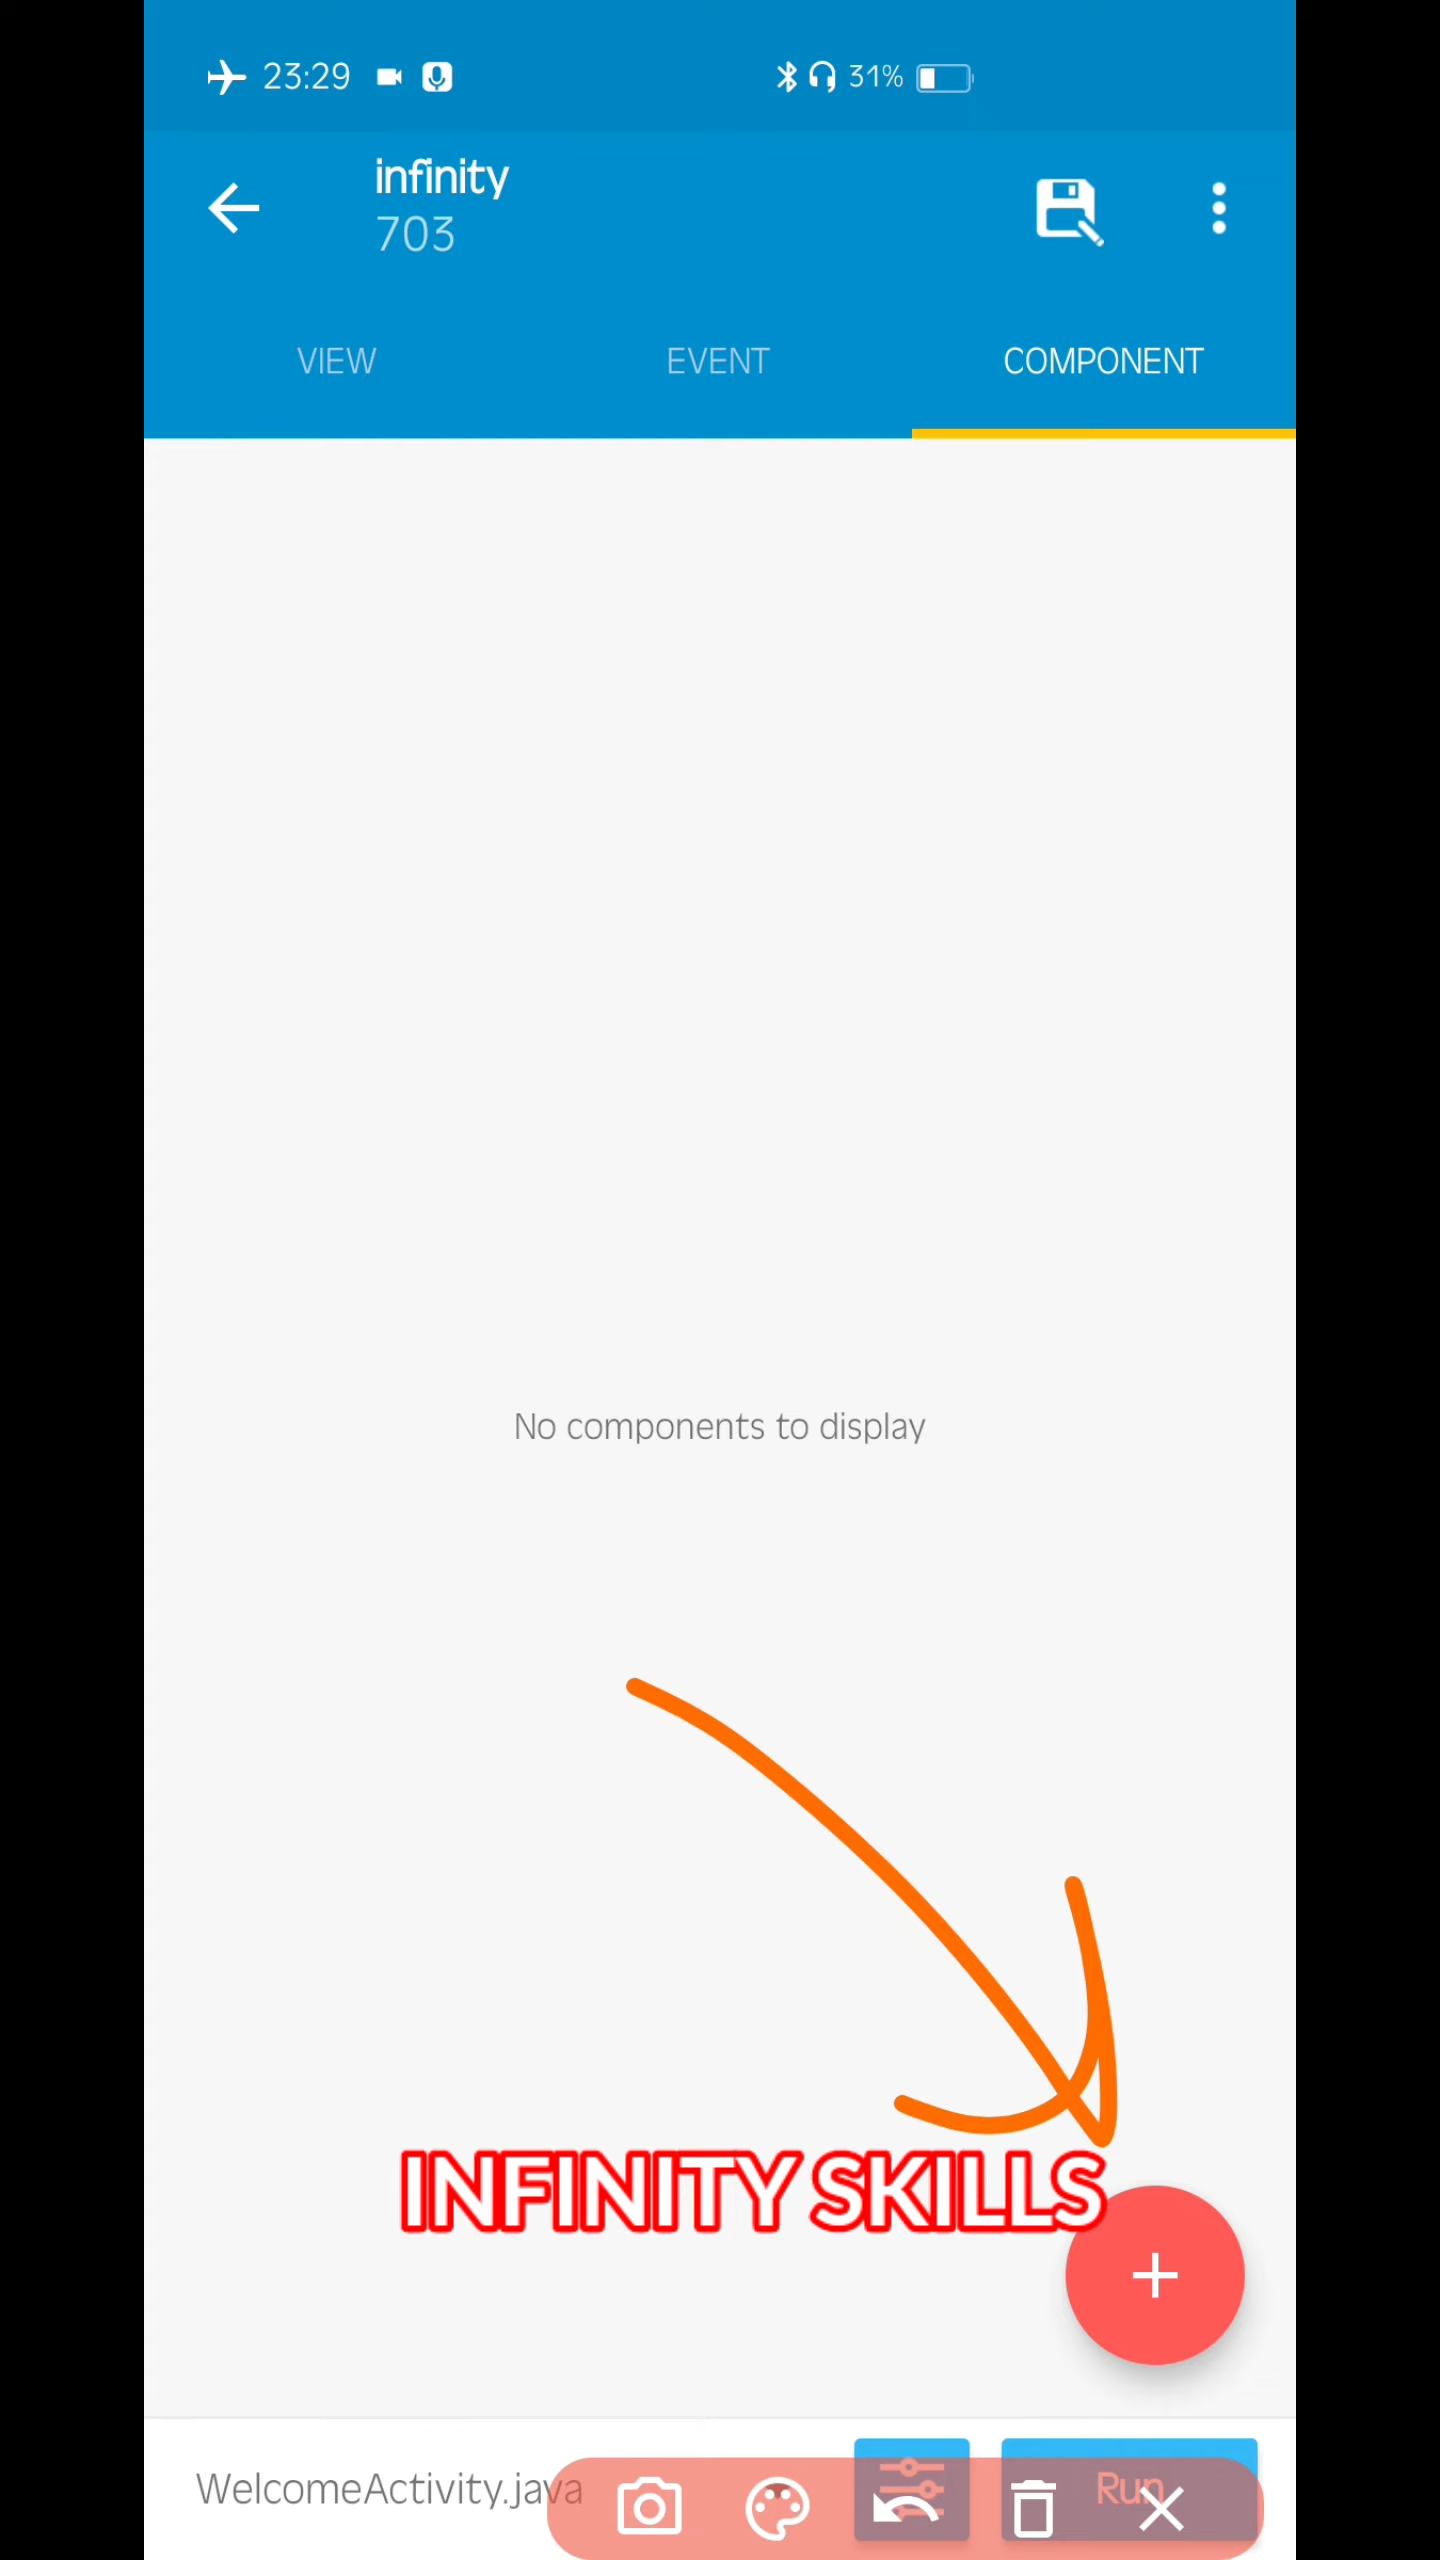 23:29 31%
infinity
703
VIEW EVENT COMPONENT
No components to display
INFINITY SKILLS
WelcomeActivity.java Run